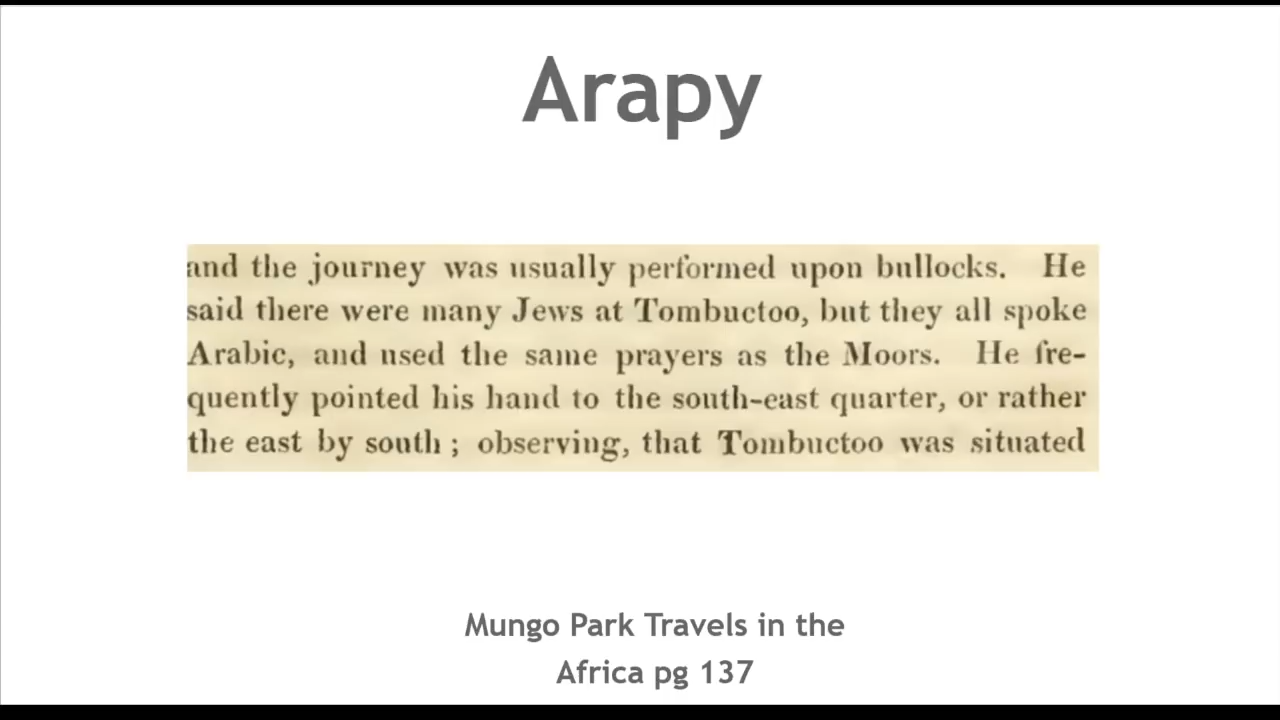 Arapy
and the journey was usually performed upon bullocks. He
said there were many Jews at Tombuctoo, but they all spoke
Arabic, and used the same prayers as the Moors. He fre-
quently pointed his hand to the south-east quarter, or rather
the east by south; observing, that Tombuctoo was situated
Mungo Park Travels in the
Africa pg 137